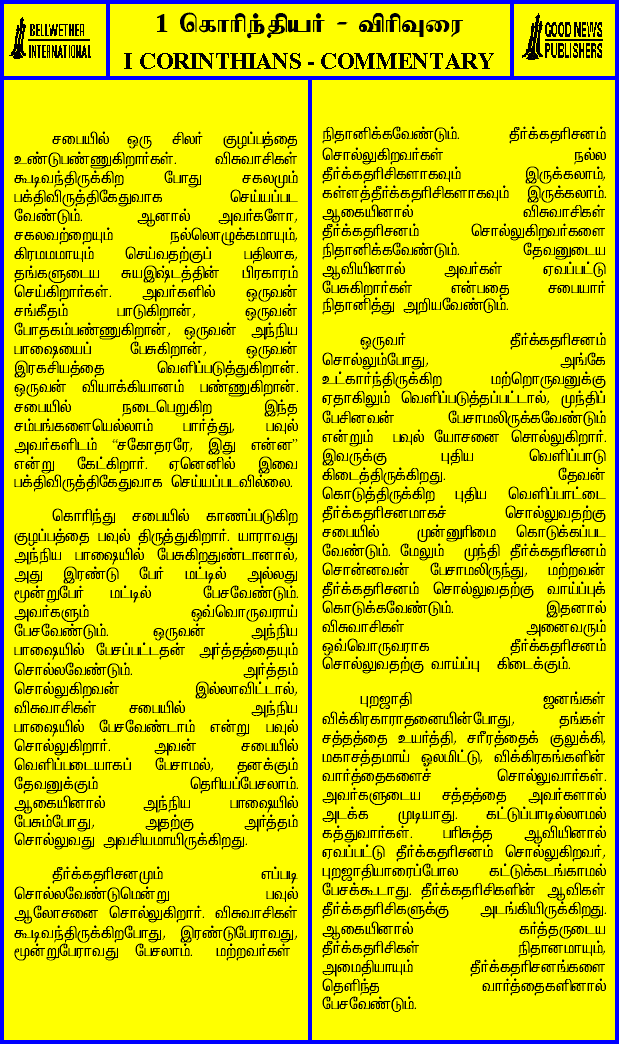 BELLWETHER
INTERNATIONAL
1 கொரிந்தியர் - விரிவுரை
I CORINTHIANS - COMMENTARY
GOOD NEWS
PUBLISHERS
சபையில் ஒரு சிலர் குழப்பத்தை
உண்டுபண்ணுகிறார்கள். விசுவாசிகள்
கூடிவந்திருக்கிற போது சகலமும்
பக்திவிருத்திகேதுவாக செய்யப்பட
வேண்டும். ஆனால் அவர்களோ,
சகலவற்றையும் நல்லொழுக்கமாயும்,
கிரமமாயும் செய்வதற்குப் பதிலாக,
தங்களுடைய சுயஇஷ்டத்தின் பிரகாரம்
செய்கிறார்கள். அவர்களில் ஒருவன்
சங்கீதம் பாடுகிறான், ஒருவன்
போதகம்பண்ணுகிறான், ஒருவன் அந்நிய
பாஷையைப் பேசுகிறான், ஒருவன்
இரகசியத்தை வெளிப்படுத்துகிறான்.
ஒருவன் வியாக்கியானம் பண்ணுகிறான்.
சபையில் நடைபெறுகிற இந்த
சம்பங்களையெல்லாம் பார்த்து, பவுல்
அவர்களிடம் “சகோதரரே, இது என்ன”
என்று கேட்கிறார். ஏனெனில் இவை
பக்திவிருத்திகேதுவாக செய்யப்படவில்லை.
கொரிந்து சபையில் காணப்படுகிற
குழப்பத்தை பவுல் திருத்துகிறார். யாராவது
அந்நிய பாஷையில் பேசுகிறதுண்டானால்,
அது இரண்டு பேர் மட்டில் அல்லது
மூன்றுபேர் மட்டில் பேசவேண்டும்.
அவர்களும் ஒவ்வொருவராய்
பேசவேண்டும். ஒருவன் அந்நிய
பாஷையில் பேசப்பட்டதன் அர்த்தத்தையும்
சொல்லவேண்டும். அர்த்தம்
சொல்லுகிறவன் இல்லாவிட்டால்,
விசுவாசிகள் சபையில் அந்நிய
பாஷையில் பேசவேண்டாம் என்று பவுல்
சொல்லுகிறார். அவன் சபையில்
வெளிப்படையாகப் பேசாமல், தனக்கும்
தேவனுக்கும் தெரியப்பேசலாம்.
ஆகையினால் அந்நிய பாஷையில்
பேசும்போது, அதற்கு அர்த்தம்
சொல்லுவது அவசியமாயிருக்கிறது.
தீர்க்கதரிசனமும் எப்படி
சொல்லவேண்டுமென்று பவுல்
ஆலோசனை சொல்லுகிறார். விசுவாசிகள்
கூடிவந்திருக்கிறபோது, இரண்டுபேராவது,
மூன்றுபேராவது பேசலாம். மற்றவர்கள்
நிதானிக்கவேண்டும். தீர்க்கதரிசனம்
சொல்லுகிறவர்கள் நல்ல
தீர்க்கதரிசிகளாகவும் இருக்கலாம்,
கள்ளத்தீர்க்கதரிசிகளாகவும் இருக்கலாம்.
ஆகையினால் விசுவாசிகள்
தீர்க்கதரிசனம் சொல்லுகிறவர்களை
நிதானிக்கவேண்டும். தேவனுடைய
ஆவியினால் அவர்கள் ஏவப்பட்டு
பேசுகிறார்கள் என்பதை சபையார்
நிதானித்து அறியவேண்டும்.
ஒருவர் தீர்க்கதரிசனம்
சொல்லும்போது, அங்கே
உட்கார்ந்திருக்கிற மற்றொருவனுக்கு
ஏதாகிலும் வெளிப்படுத்தப்பட்டால், முந்திப்
பேசினவன் பேசாமலிருக்கவேண்டும்
என்றும் பவுல் யோசனை சொல்லுகிறார்.
இவருக்கு புதிய வெளிப்பாடு
கிடைத்திருக்கிறது. தேவன்
கொடுத்திருக்கிற புதிய வெளிப்பாட்டை
தீர்க்கதரிசனமாகச் சொல்லுவதற்கு
சபையில் முன்னுரிமை கொடுக்கப்பட
வேண்டும். மேலும் முந்தி தீர்க்கதரிசனம்
சொன்னவன் பேசாமலிருந்து, மற்றவன்
தீர்க்கதரிசனம் சொல்லுவதற்கு வாய்ப்புக்
கொடுக்கவேண்டும். இதனால்
விசுவாசிகள் அனைவரும்
ஒவ்வொருவராக தீர்க்கதரிசனம்
சொல்லுவதற்கு வாய்ப்பு கிடைக்கும்.
புறஜாதி ஜனங்கள்
விக்கிரகாராதனையின்போது, தங்கள்
சத்தத்தை உயர்த்தி, சரீரத்தைக் குலுக்கி,
மகாசத்தமாய் ஓலமிட்டு, விக்கிரகங்களின்
வார்த்தைகளைச் சொல்லுவார்கள்.
அவர்களுடைய சத்தத்தை அவர்களால்
அடக்க முடியாது. கட்டுப்பாடில்லாமல்
கத்துவார்கள். பரிசுத்த ஆவியினால்
ஏவப்பட்டு தீர்க்கதரிசனம் சொல்லுகிறவர்,
புறஜாதியாரைப்போல கட்டுக்கடங்காமல்
பேசக்கூடாது. தீர்க்கதரிசிகளின் ஆவிகள்
தீர்க்கதரிசிகளுக்கு அடங்கியிருக்கிறது.
ஆகையினால் கர்த்தருடைய
தீர்க்கதரிசிகள் நிதானமாயும்,
அமைதியாயும் தீர்க்கதரிசனங்களை
தெளிந்த வார்த்தைகளினால்
பேசவேண்டும்.